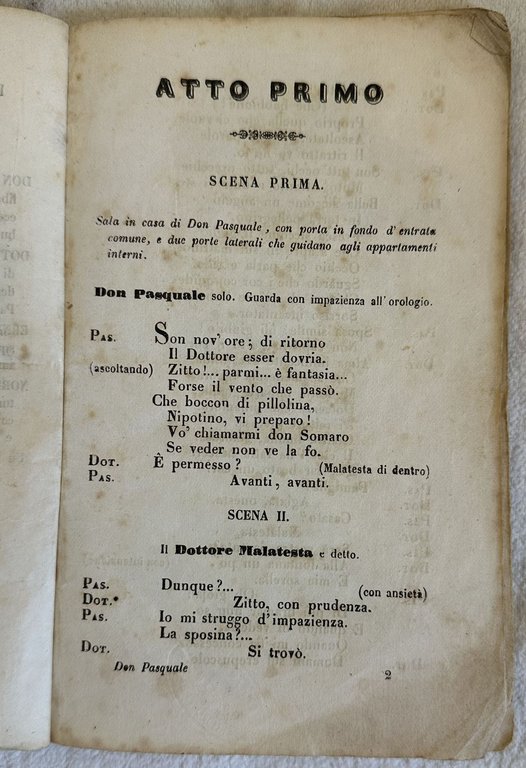 ATTO PRIMO
SCENA PRIMA.
Sala in casa di Don Pasquale, con porta in fondo d'entrata
comune, e due porte laterali che guidano agli appartamenti
interni.
Don Pasquale solo. Guarda con impazienza all'orologio.
PAS. Son nov'ore; di ritorno
Il Dottore esser dovria.
(ascoltando) Zitto!... parmi... è fantasia...
Forse il vento che passò.
Che boccon di pillolina,
Nipotino, vi preparo!
Vo' chiamarmi don Somaro
Se veder non ve la fo.
DOT. È permesso? (Malatesta di dentro)
PAS. Avanti, avanti.
SCENA II.
Il Dottore Malatesta e detto.
PAS. Dunque?... (con ansietà)
DOT. Zitto, con prudenza.
PAS. Io mi struggo d'impazienza.
La sposina?...
DOT. Si trovò.
Don Pasquale 2